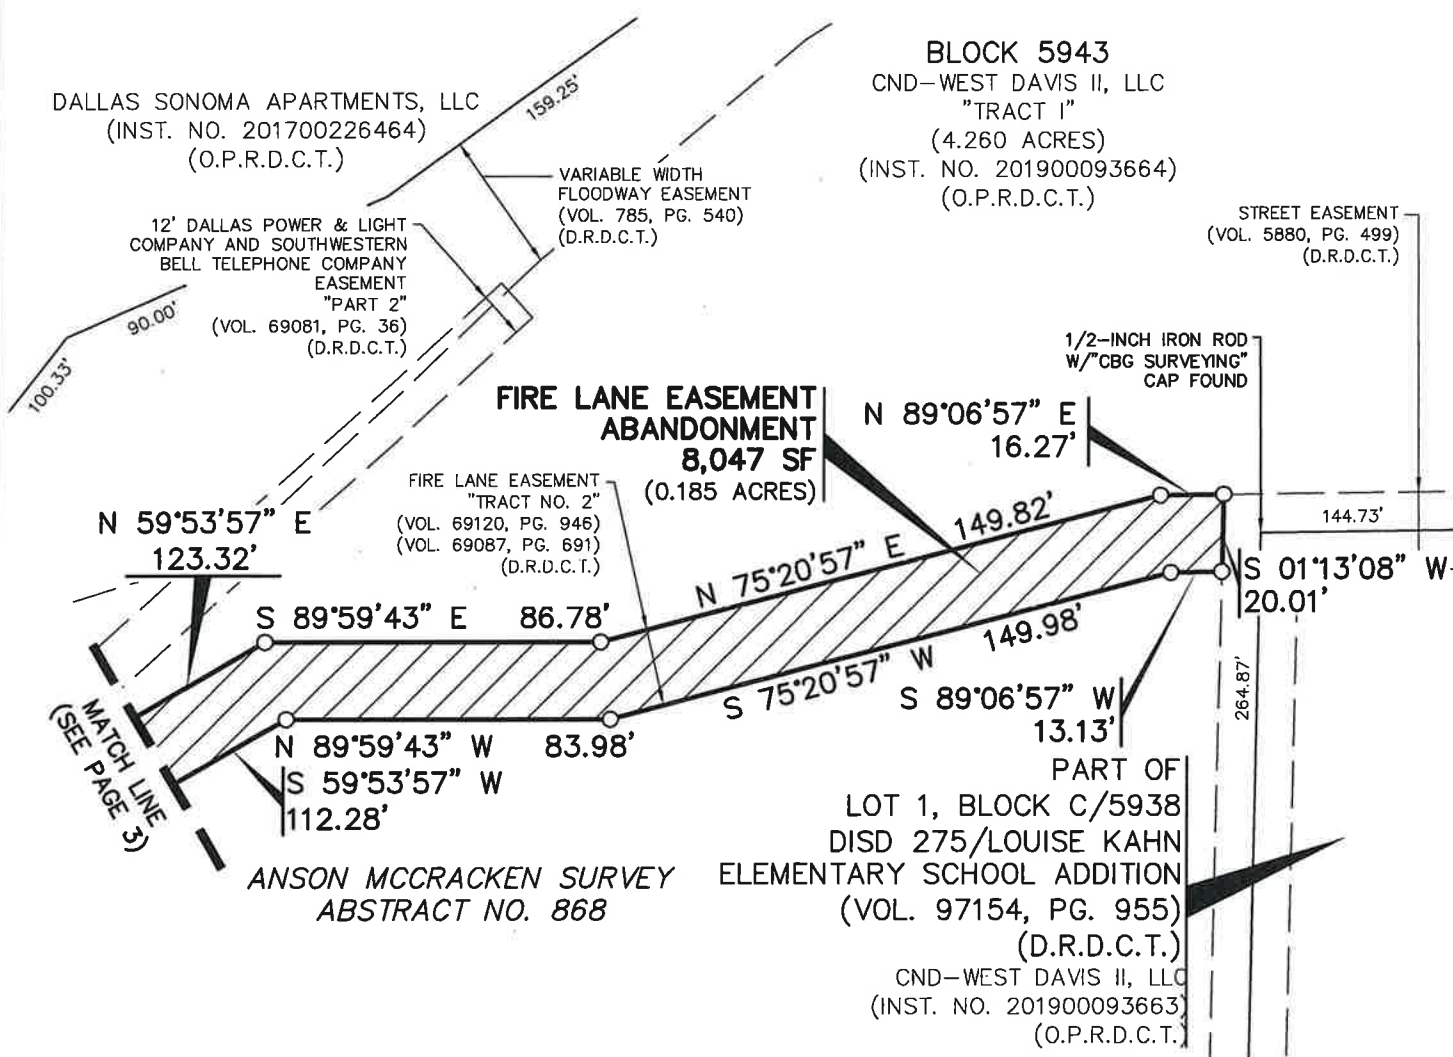 DALLAS SONOMA APARTMENTS, LLC
(INST. NO. 201700226464)
(O.P.R.D.C.T.)
159.25'
BLOCK 5943
CND-WEST DAVIS II, LLC
"TRACT I"
(4.260 ACRES)
(INST. NO. 201900093664)
(O.P.R.D.C.T.)
VARIABLE WIDTH
FLOODWAY EASEMENT
(VOL. 785, PG. 540)
(D.R.D.C.T.)
12' DALLAS POWER & LIGHT
COMPANY AND SOUTHWESTERN
BELL TELEPHONE COMPANY
EASEMENT
"PART 2"
(VOL. 69081, PG. 36)
(D.R.D.C.T.)
STREET EASEMENT
(VOL. 5880, PG. 499)
(D.R.D.C.T.)
90.00'
100.33'
1/2-INCH IRON ROD
W/"CBG SURVEYING"
CAP FOUND
FIRE LANE EASEMENT
ABANDONMENT
8,047 SF
(0.185 ACRES)
N 89°06'57" E
16.27'
FIRE LANE EASEMENT
"TRACT NO. 2"
(VOL. 69120, PG. 946)
(VOL. 69087, PG. 691)
(D.R.D.C.T.)
N 59°53'57" E
123.32'
144.73'
S 89°59'43" E 86.78'
N 75°20'57" E 149.82'
S 01°13'08" W
20.01'
S 75°20'57" W 149.98'
S 89°06'57" W
13.13'
264.87'
N 89°59'43" W 83.98'
S 59°53'57" W
112.28'
MATCH LINE
(SEE PAGE 3)
PART OF
LOT 1, BLOCK C/5938
DISD 275/LOUISE KAHN
ELEMENTARY SCHOOL ADDITION
(VOL. 97154, PG. 955)
(D.R.D.C.T.)
CND-WEST DAVIS II, LLC
(INST. NO. 201900093663)
(O.P.R.D.C.T.)
ANSON MCCRACKEN SURVEY
ABSTRACT NO. 868